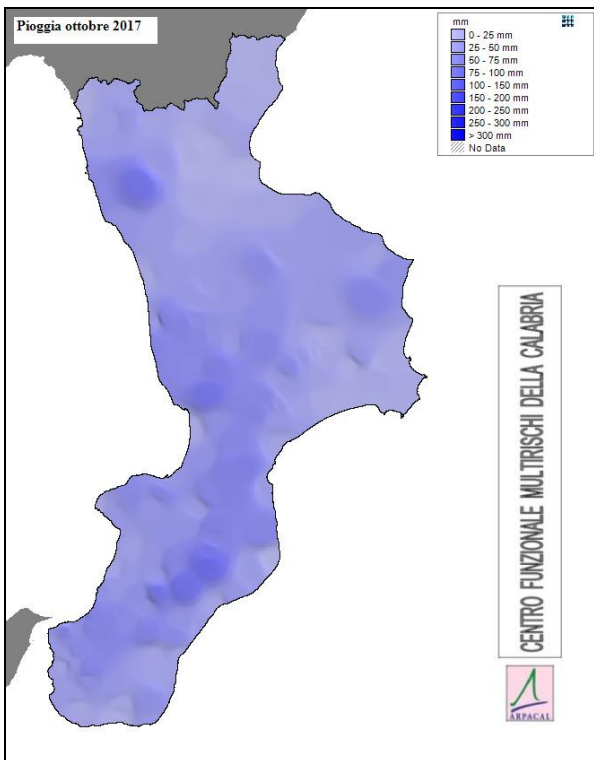 Pioggia ottobre 2017
mm
0 - 25 mm
25 - 50 mm
50 - 75 mm
75 - 100 mm
100 - 150 mm
150 - 200 mm
200 - 250 mm
250 - 300 mm
> 300 mm
No Data
CENTRO FUNZIONALE MULTIRISCHI DELLA CALABRIA
ARPACAL